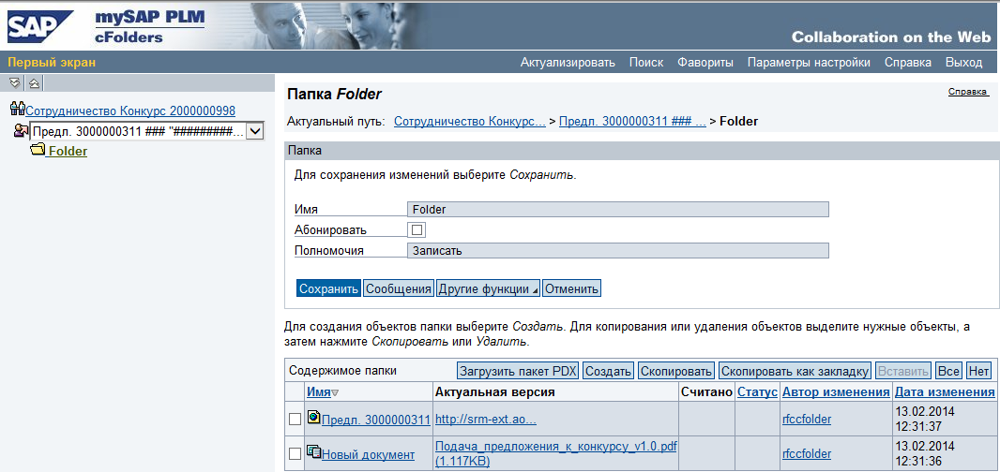 SAP
mySAP PLM
cFolders
Collaboration on the Web
Первый экран
Актуализировать Поиск Фавориты Параметры настройки Справка Выход
Сотрудничество Конкурс 2000000998
Предл. 3000000311 ### "#########...
Folder
Папка Folder
Справка
Актуальный путь: Сотрудничество Конкурс... > Предл. 3000000311 ### ... > Folder
Папка
Для сохранения изменений выберите Сохранить.
Имя Folder
Абонировать
Полномочия Записать
Сохранить Сообщения Другие функции Отменить
Для создания объектов папки выберите Создать. Для копирования или удаления объектов выделите нужные объекты, а
затем нажмите Скопировать или Удалить.
Содержимое папки Загрузить пакет PDX Создать Скопировать Скопировать как закладку Вставить Все Нет
Имя Актуальная версия Считано Статус Автор изменения Дата изменения
Предл. 3000000311 http://srm-ext.ao... rfccfolder 13.02.2014
12:31:37
Новый документ Подача_предложения_к_конкурсу_v1.0.pdf
(1.117KB) rfccfolder 13.02.2014
12:31:36